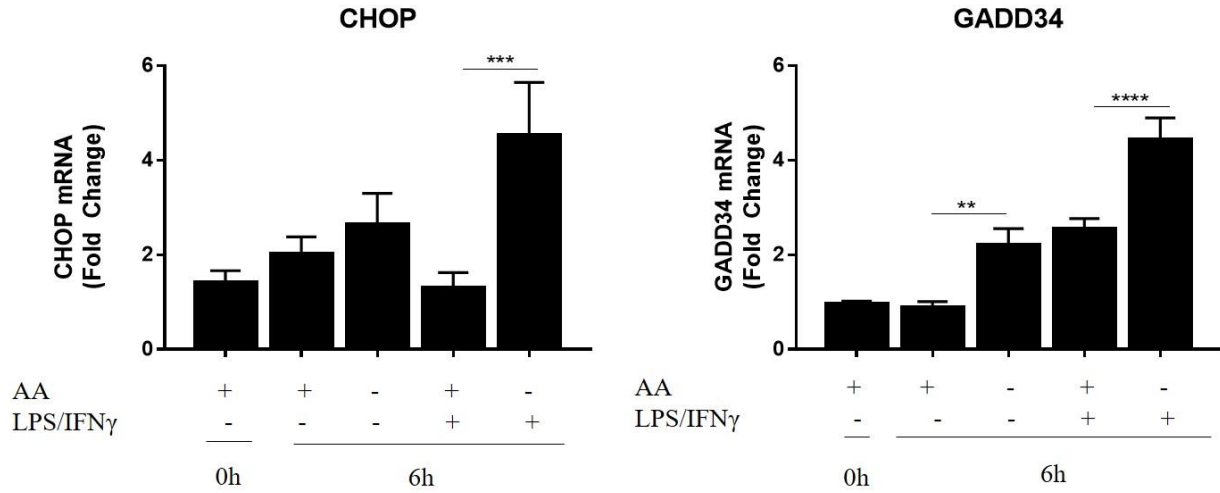 CHOP
CHOP mRNA
(Fold Change)
6
4
2
0
***
AA + + - + -
LPS/IFNγ - - - + +
0h 6h
GADD34
GADD34 mRNA
(Fold Change)
6
4
2
0
**
****
AA + + - + -
LPS/IFNγ - - - + +
0h 6h